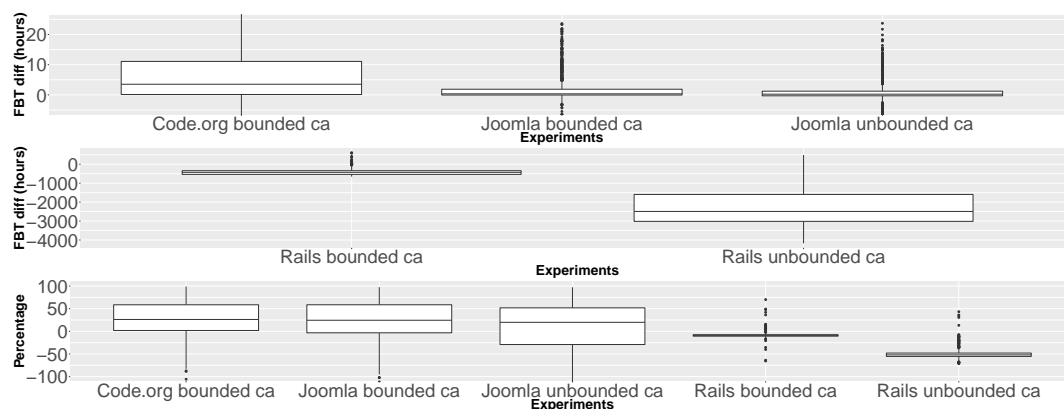 FBT diff (hours)
20
10
0
Code.org bounded ca Joomla bounded ca Joomla unbounded ca
Experiments
FBT diff (hours)
0
−1000
−2000
−3000
−4000
Rails bounded ca Rails unbounded ca
Experiments
Percentage
100
50
0
−50
−100
Code.org bounded ca Joomla bounded ca Joomla unbounded ca Rails bounded ca Rails unbounded ca
Experiments